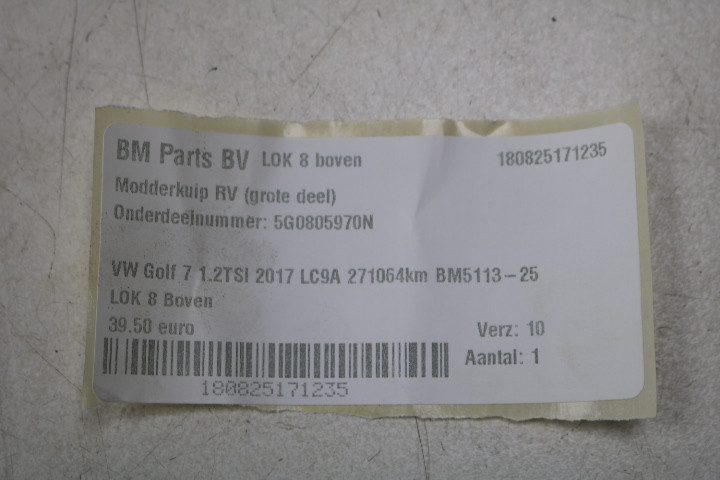 BM Parts BV LOK 8 boven 180825171235
Modderkuip RV (grote deel)
Onderdeelnummer: 5G0805970N
VW Golf 7 1.2TSI 2017 LC9A 271064km BM5113-25
LOK 8 Boven
39.50 euro Verz: 10
Aantal: 1
180825171235